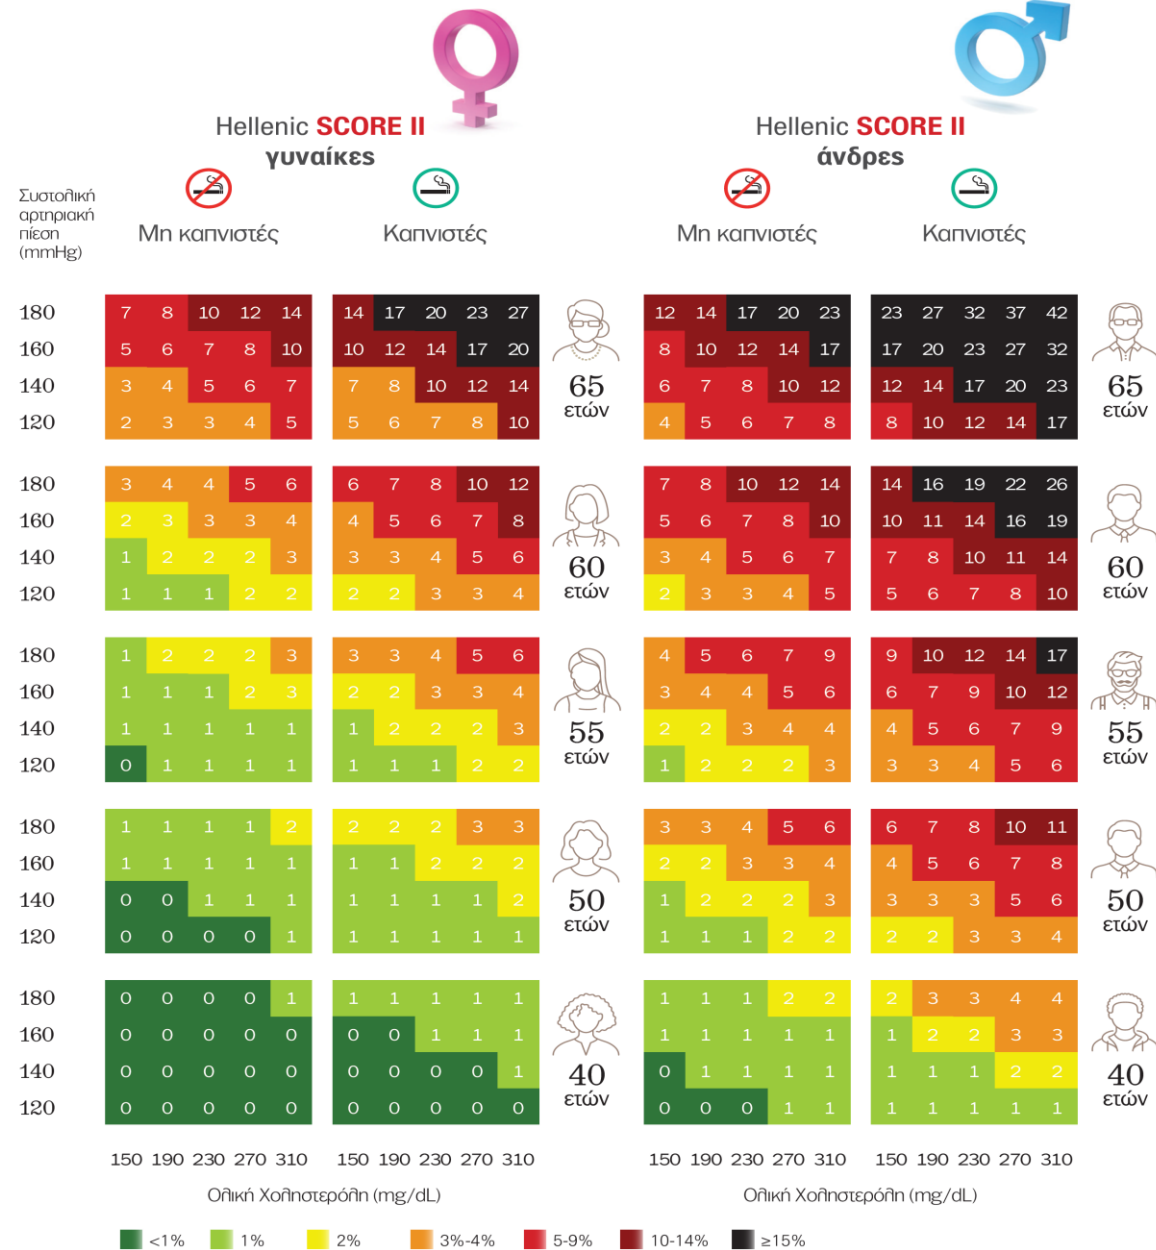 Hellenic SCORE II
γυναίκες
Hellenic SCORE II
άνδρες
Συστολική
αρτηριακή
πίεση
(mmHg)
Μη καπνιστές Καπνιστές Μη καπνιστές Καπνιστές
180 7 8 10 12 14 14 17 20 23 27 12 14 17 20 23 23 27 32 37 42
160 5 6 7 8 10 10 12 14 17 20 8 10 12 14 17 17 20 23 27 32
140 3 4 5 6 7 7 8 10 12 14 6 7 8 10 12 12 14 17 20 23
120 2 3 3 4 5 5 6 7 8 10 4 5 6 7 8 8 10 12 14 17
65 ετών 65 ετών
180 3 4 4 5 6 6 7 8 10 12 7 8 10 12 14 14 16 19 22 26
160 2 3 3 3 4 4 5 6 7 8 5 6 7 8 10 10 11 14 16 19
140 1 2 2 2 3 3 3 4 5 6 3 4 5 6 7 7 8 10 11 14
120 1 1 1 2 2 2 2 3 3 4 2 3 3 4 5 5 6 7 8 10
60 ετών 60 ετών
180 1 2 2 2 3 3 3 4 5 6 4 5 6 7 9 9 10 12 14 17
160 1 1 1 2 3 2 2 3 3 4 3 4 4 5 6 6 7 9 10 12
140 1 1 1 1 1 1 2 2 2 3 2 2 3 4 4 4 5 6 7 9
120 0 1 1 1 1 1 1 1 2 2 1 2 2 2 3 3 3 4 5 6
55 ετών 55 ετών
180 1 1 1 1 2 2 2 2 3 3 3 3 4 5 6 6 7 8 10 11
160 1 1 1 1 1 1 1 2 2 2 2 2 3 3 4 4 5 6 7 8
140 0 0 1 1 1 1 1 1 1 2 1 2 2 2 3 3 3 3 5 6
120 0 0 0 0 1 1 1 1 1 1 1 1 1 2 2 2 2 3 3 4
50 ετών 50 ετών
180 0 0 0 0 1 1 1 1 1 1 1 1 1 2 2 2 3 3 4 4
160 0 0 0 0 0 0 0 1 1 1 1 1 1 1 1 1 2 2 3 3
140 0 0 0 0 0 0 0 0 0 1 0 1 1 1 1 1 1 1 2 2
120 0 0 0 0 0 0 0 0 0 0 0 0 0 1 1 1 1 1 1 1
40 ετών 40 ετών
150 190 230 270 310 150 190 230 270 310 150 190 230 270 310 150 190 230 270 310
Ολική Χοληστερόλη (mg/dL) Ολική Χοληστερόλη (mg/dL)
<1% 1% 2% 3%-4% 5-9% 10-14% ≥15%